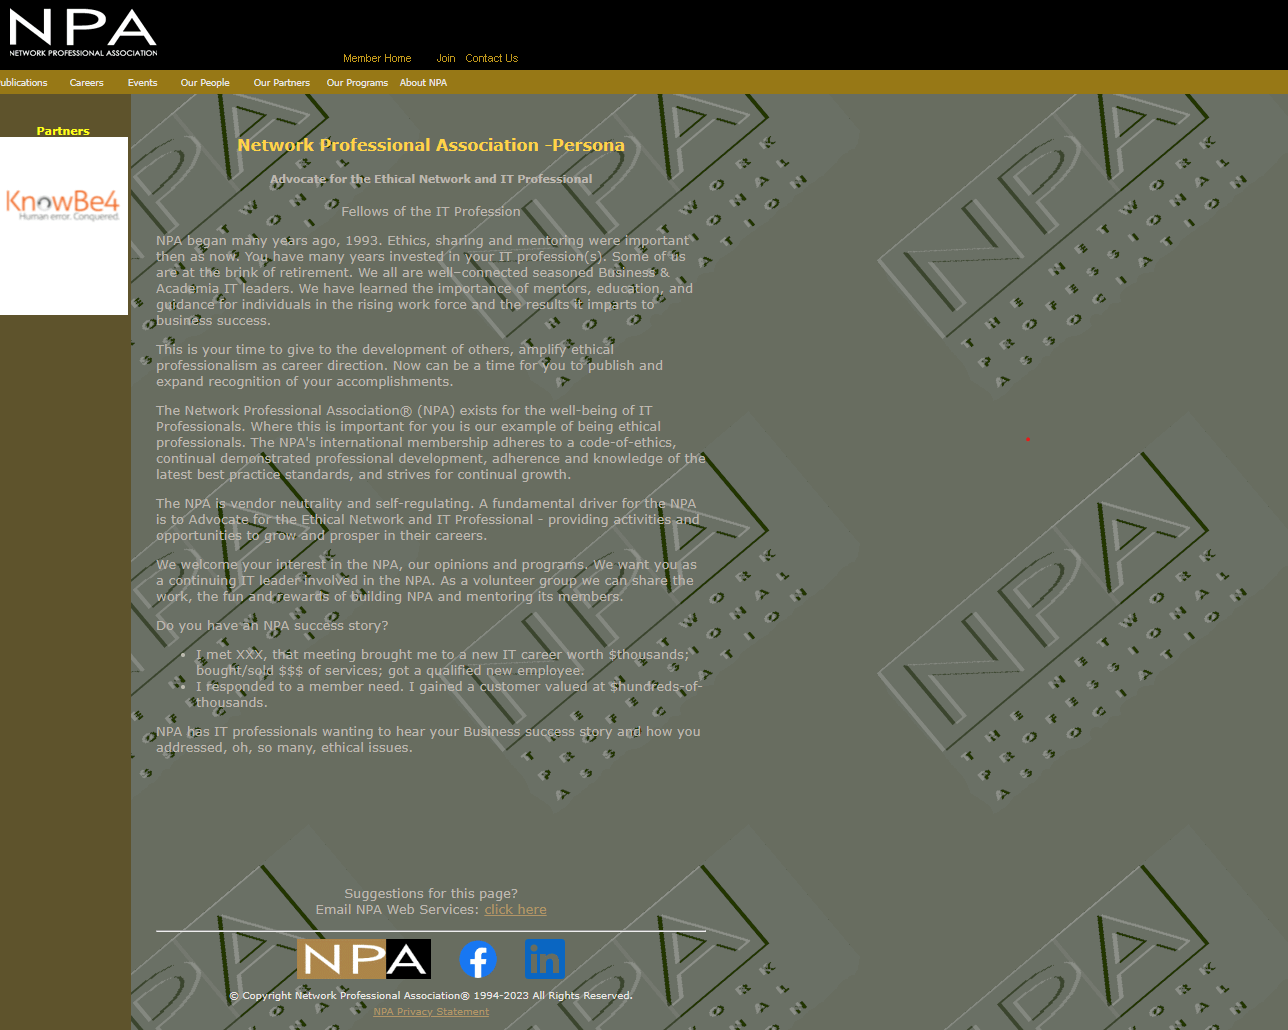 NPA
NETWORK PROFESSIONAL ASSOCIATION
Member Home Join Contact Us
ublications Careers Events Our People Our Partners Our Programs About NPA
Partners
KnowBe4
Human error. Conquered.
Network Professional Association -Persona
Advocate for the Ethical Network and IT Professional
Fellows of the IT Profession
NPA began many years ago, 1993. Ethics, sharing and mentoring were important
then as now. You have many years invested in your IT profession(s). Some of us
are at the brink of retirement. We all are well–connected seasoned Business &
Academia IT leaders. We have learned the importance of mentors, education, and
guidance for individuals in the rising work force and the results it imparts to
business success.
This is your time to give to the development of others, amplify ethical
professionalism as career direction. Now can be a time for you to publish and
expand recognition of your accomplishments.
The Network Professional Association® (NPA) exists for the well-being of IT
Professionals. Where this is important for you is our example of being ethical
professionals. The NPA's international membership adheres to a code-of-ethics,
continual demonstrated professional development, adherence and knowledge of the
latest best practice standards, and strives for continual growth.
The NPA is vendor neutrality and self-regulating. A fundamental driver for the NPA
is to Advocate for the Ethical Network and IT Professional - providing activities and
opportunities to grow and prosper in their careers.
We welcome your interest in the NPA, our opinions and programs. We want you as
a continuing IT leader involved in the NPA. As a volunteer group we can share the
work, the fun and rewards of building NPA and mentoring its members.
Do you have an NPA success story?
• I met XXX, that meeting brought me to a new IT career worth $thousands;
bought/sold $$$ of services; got a qualified new employee.
• I responded to a member need. I gained a customer valued at $hundreds-of-
thousands.
NPA has IT professionals wanting to hear your Business success story and how you
addressed, oh, so many, ethical issues.
Suggestions for this page?
Email NPA Web Services: click here
NPA
f
in
© Copyright Network Professional Association® 1994-2023 All Rights Reserved.
NPA Privacy Statement